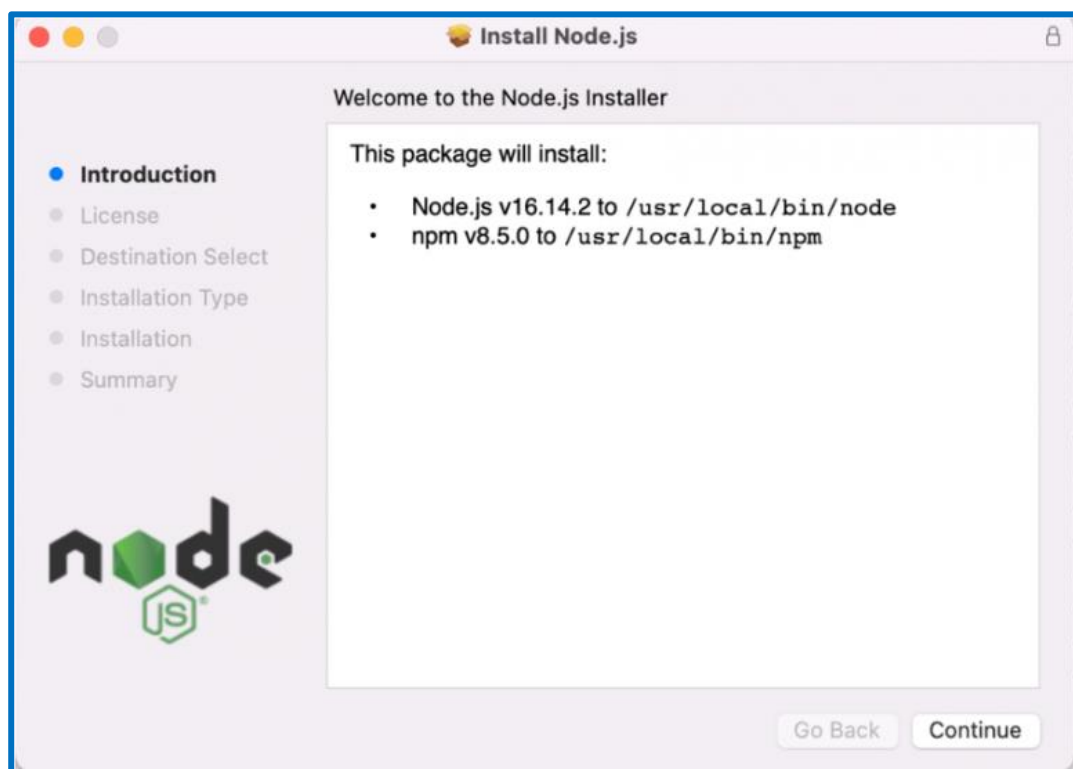 Install Node.js
Welcome to the Node.js Installer
Introduction
License
Destination Select
Installation Type
Installation
Summary
This package will install:
• Node.js v16.14.2 to /usr/local/bin/node
• npm v8.5.0 to /usr/local/bin/npm
node
JS®
Go Back
Continue